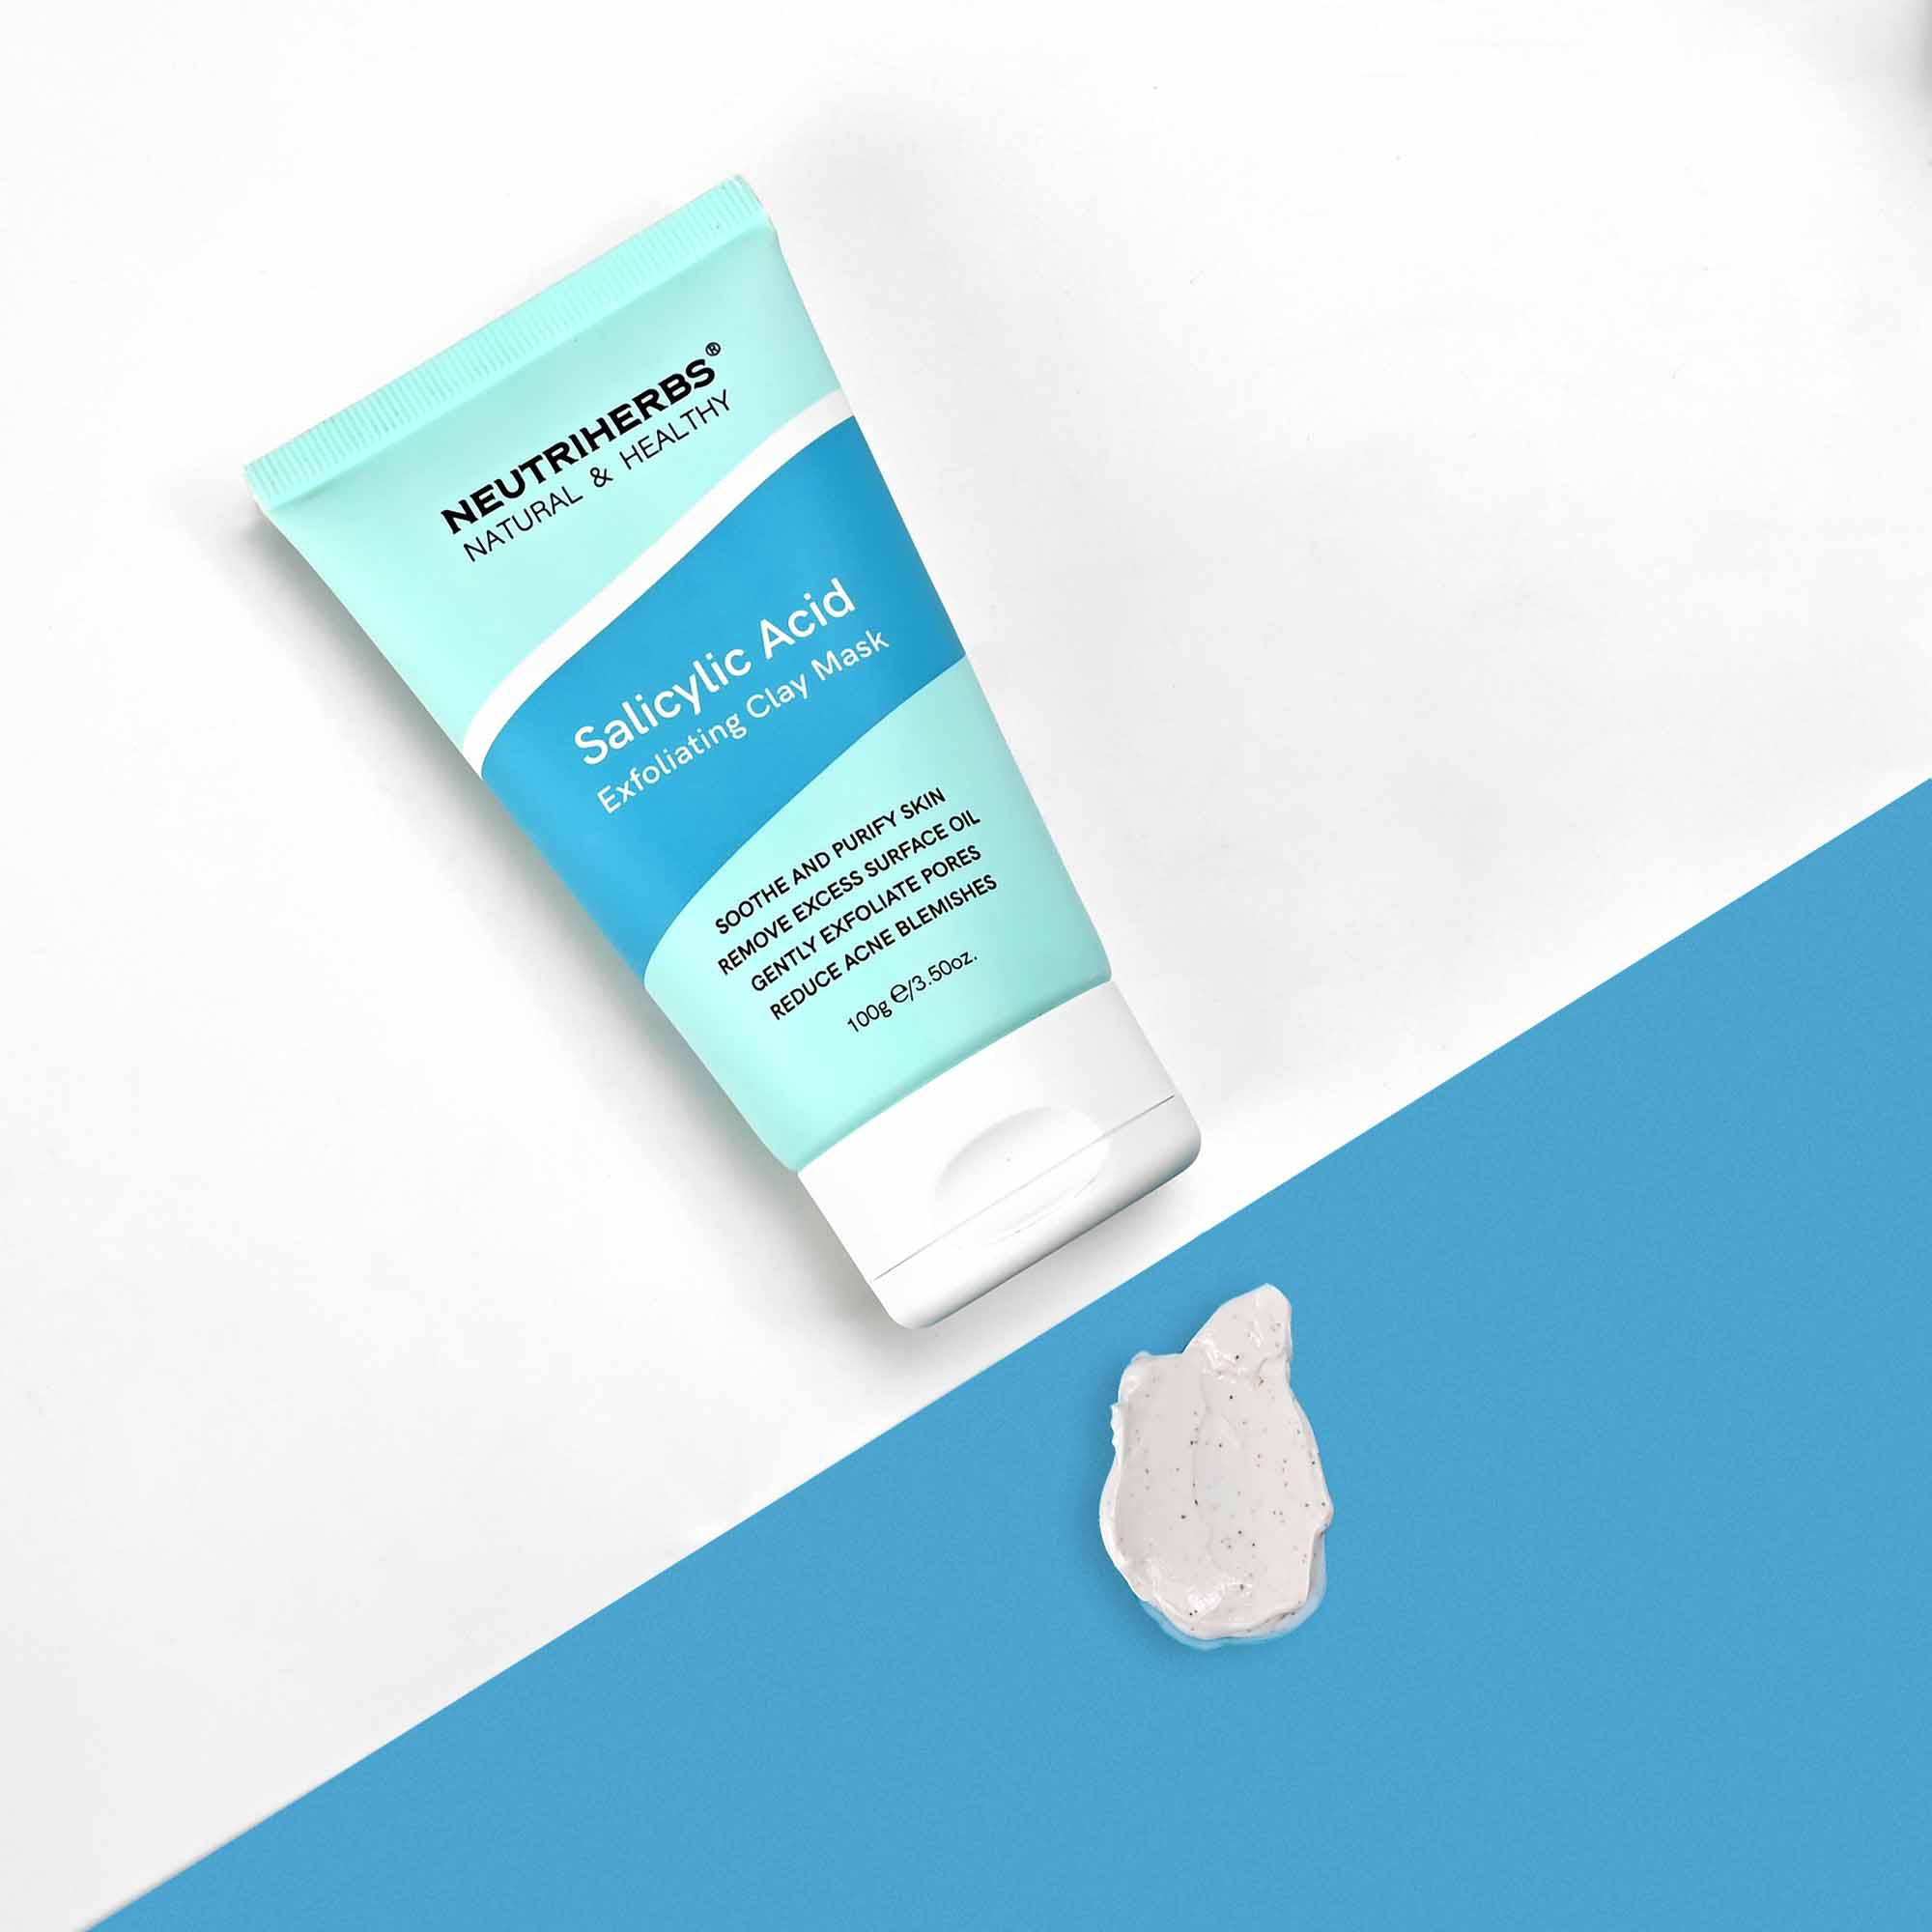 NEUTRIHERBS®
NATURAL & HEALTHY
Salicylic Acid
Exfoliating Clay Mask
SOOTHE AND PURIFY SKIN
REMOVE EXCESS SURFACE OIL
GENTLY EXFOLIATE PORES
REDUCE ACNE BLEMISHES
100g ℮/3.50oz.